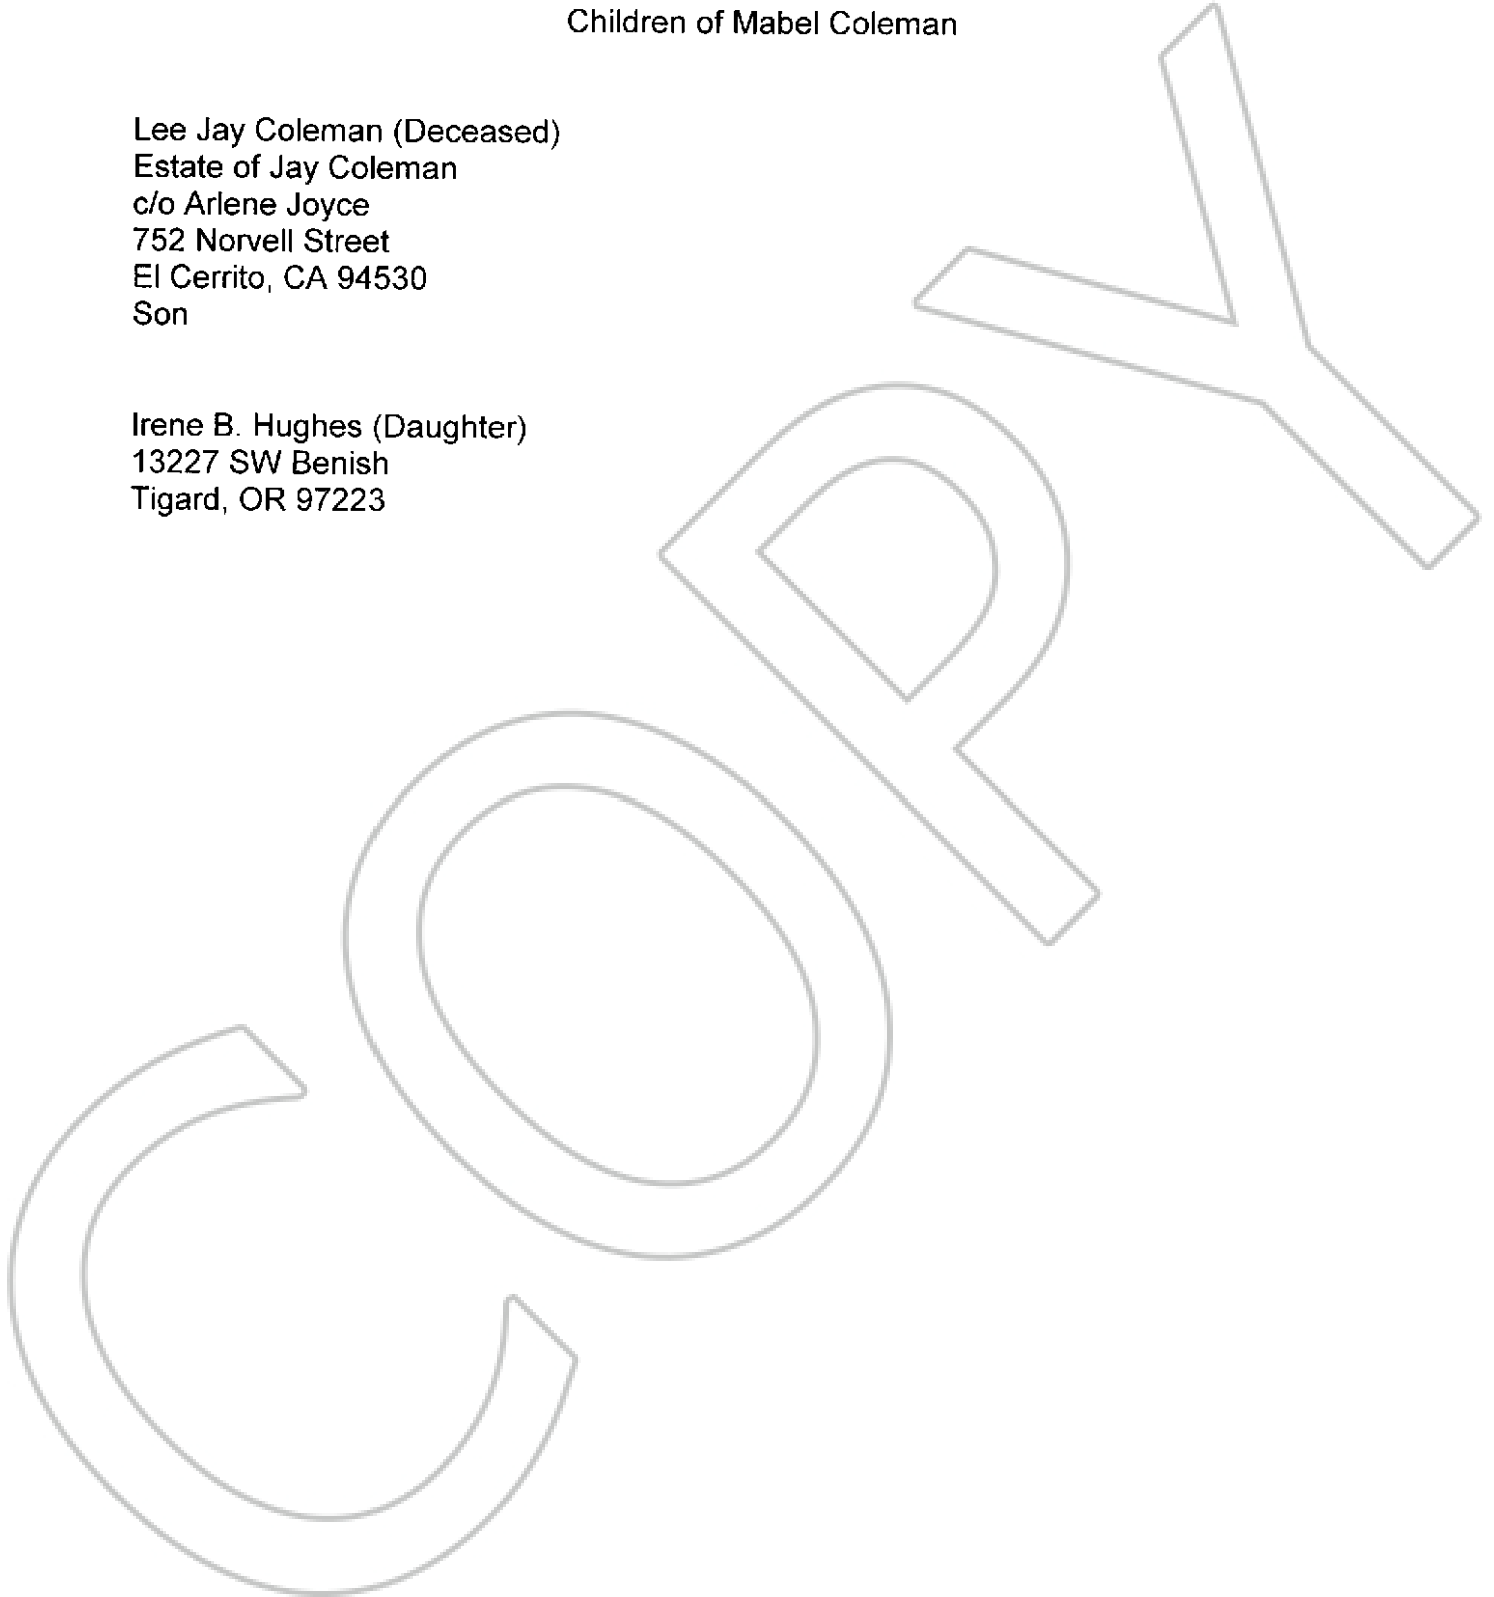 Children of Mabel Coleman
Lee Jay Coleman (Deceased)
Estate of Jay Coleman
c/o Arlene Joyce
752 Norvell Street
El Cerrito, CA 94530
Son
Irene B. Hughes (Daughter)
13227 SW Benish
Tigard, OR 97223
COPY